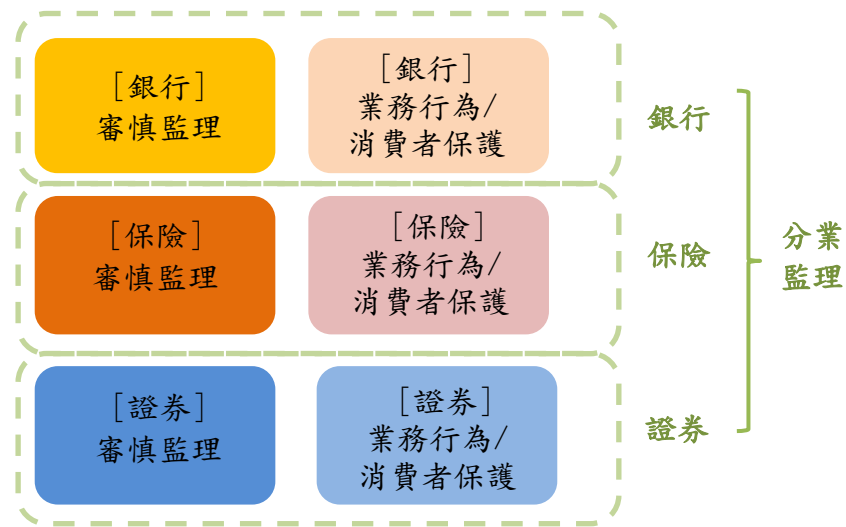 ［銀行］
審慎監理
［銀行］
業務行為/
消費者保護
銀行
［保險］
審慎監理
［保險］
業務行為/
消費者保護
保險
［證券］
審慎監理
［證券］
業務行為/
消費者保護
證券
分業
監理